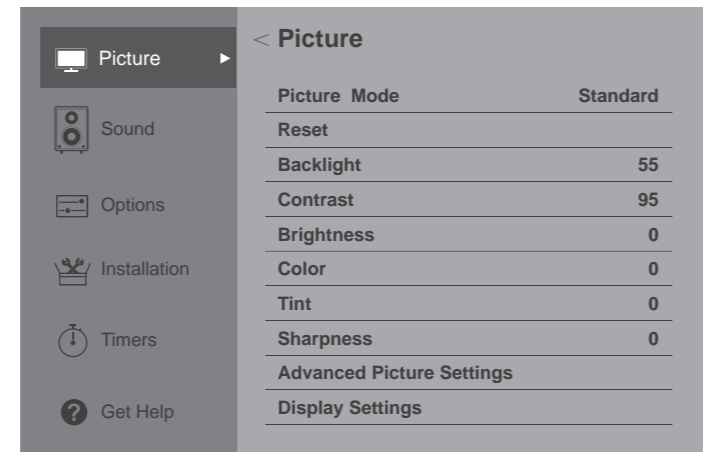 Picture
Sound
Options
Installation
Timers
Get Help
< Picture
Picture Mode Standard
Reset
Backlight 55
Contrast 95
Brightness 0
Color 0
Tint 0
Sharpness 0
Advanced Picture Settings
Display Settings